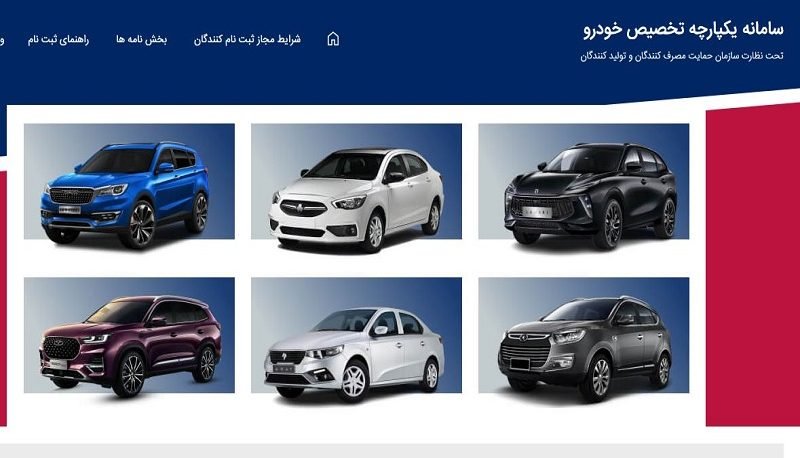 سامانه یکپارچه تخصیص خودرو
تحت نظارت سازمان حمایت مصرف کنندگان و تولید کنندگان
شرایط مجاز ثبت نام کنندگان
بخش نامه ها
راهنمای ثبت نام